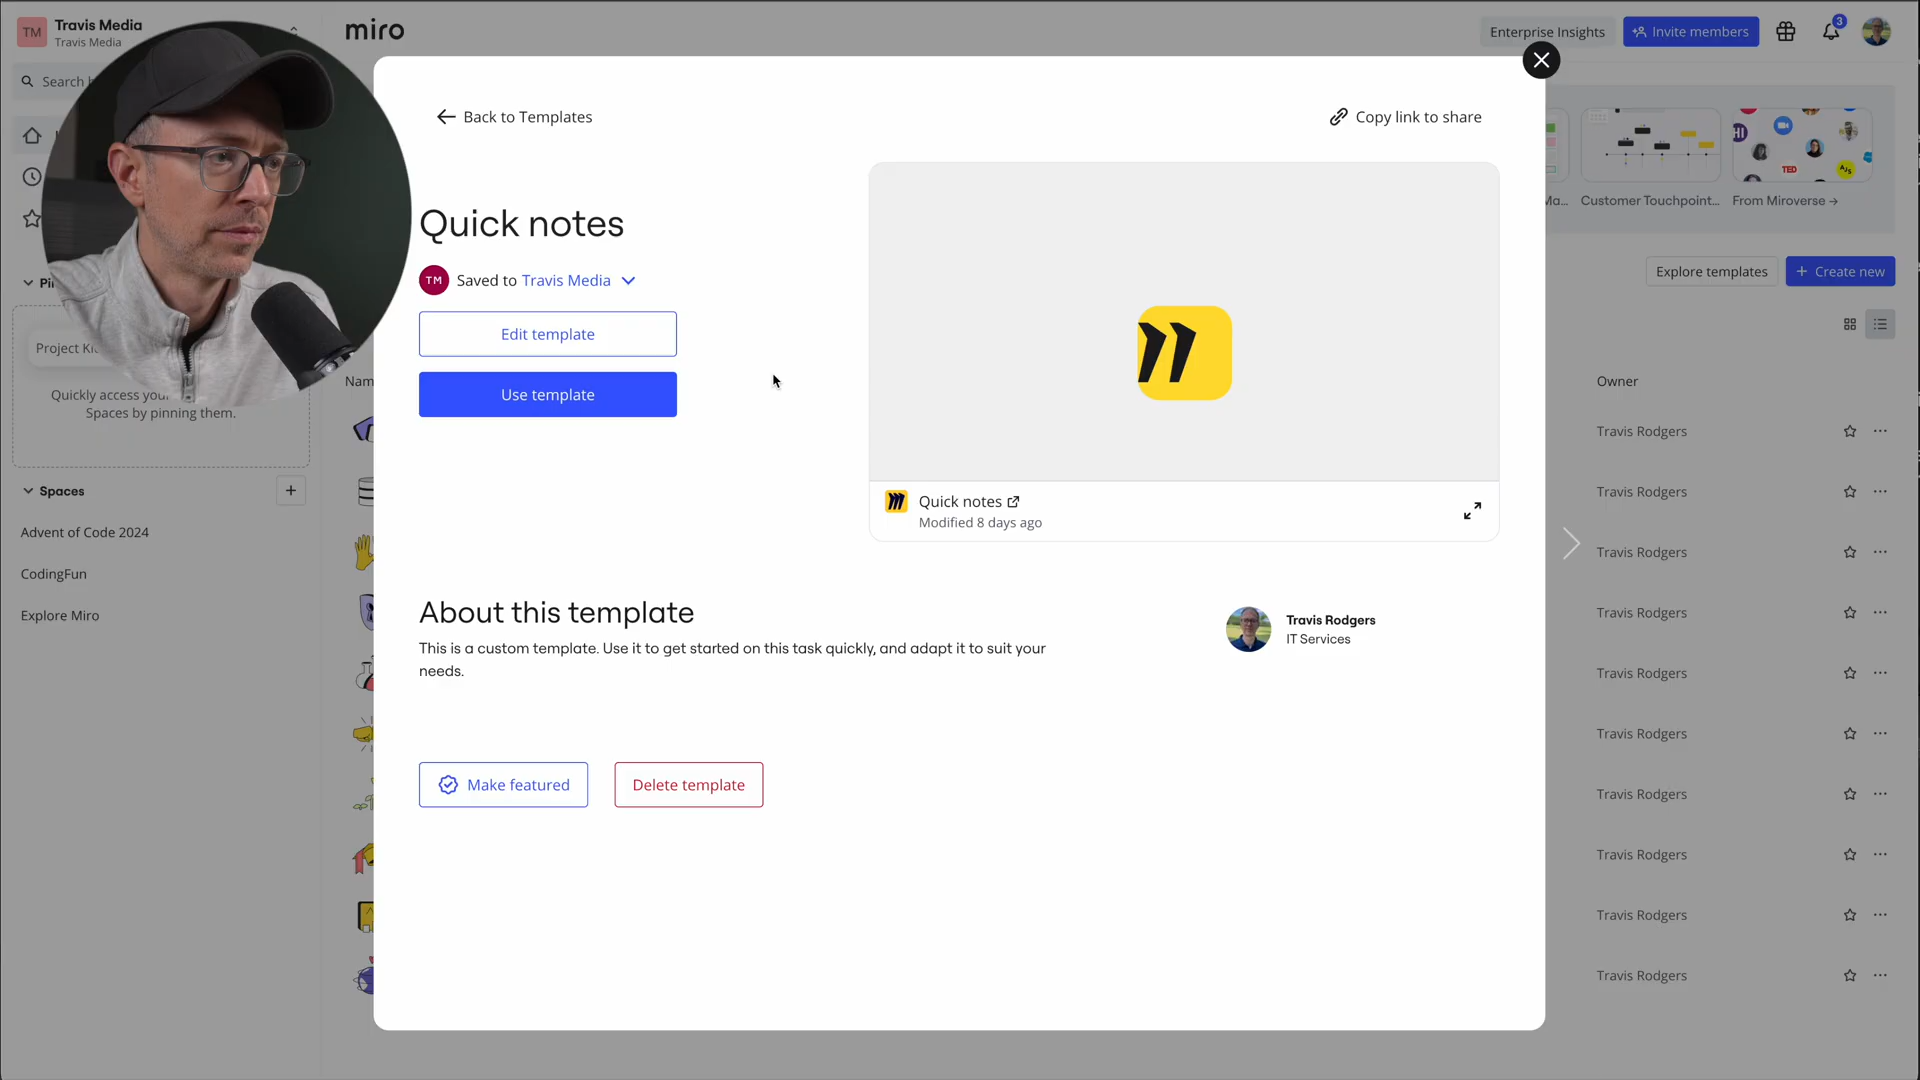 TM
Travis Media
Travis Media
miro
Enterprise Insights
Invite members
3
Search
Back to Templates
Copy link to share
Quick notes
TM Saved to Travis Media
Edit template
Use template
Quick notes
Modified 8 days ago
About this template
This is a custom template. Use it to get started on this task quickly, and adapt it to suit your
needs.
Travis Rodgers
IT Services
Make featured
Delete template
Customer Touchpoint...
From Miroverse →
TED
Explore templates
+ Create new
Quickly access
Spaces by pinning them.
Spaces
+
Advent of Code 2024
CodingFun
Explore Miro
Owner
Travis Rodgers
Travis Rodgers
Travis Rodgers
Travis Rodgers
Travis Rodgers
Travis Rodgers
Travis Rodgers
Travis Rodgers
Travis Rodgers
Travis Rodgers